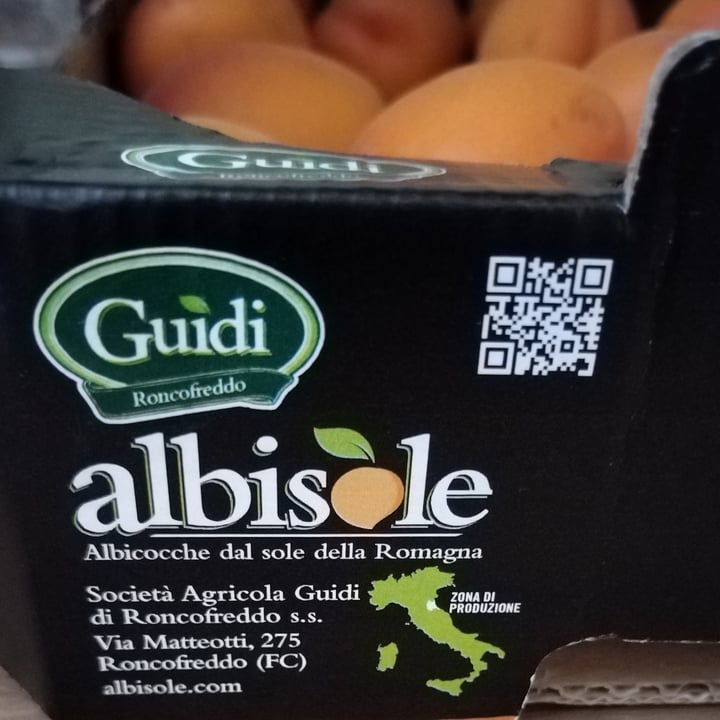 Guidi
Guidi
Roncofreddo
albisole
Albicocche dal sole della Romagna
Società Agricola Guidi
di Roncofreddo s.s.
Via Matteotti, 275
Roncofreddo (FC)
albisole.com
ZONA DI
PRODUZIONE